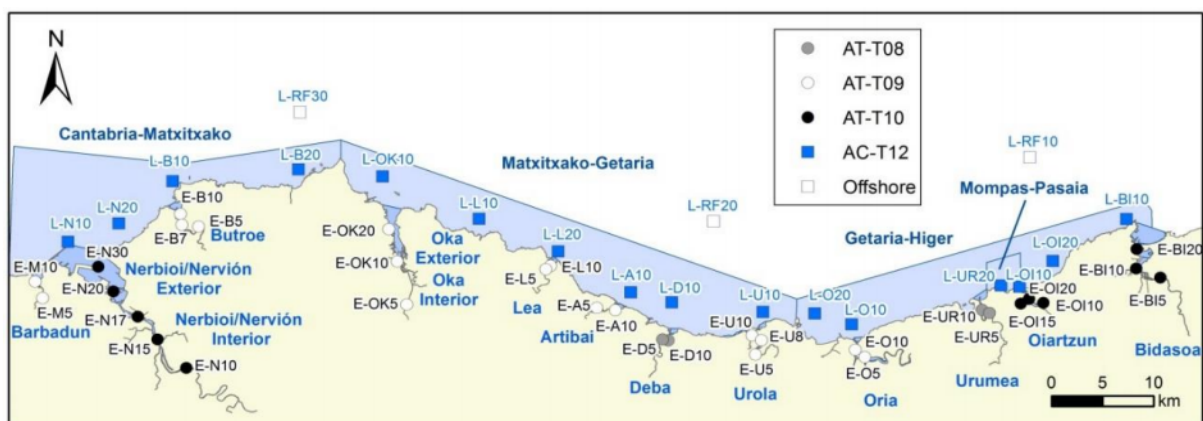 N
AT-T08
AT-T09
AT-T10
AC-T12
Offshore
L-RF30
Cantabria-Matxitxako
L-B10
L-B20
L-OK10
Matxitxako-Getaria
L-RF10
Mompas-Pasaia
L-RF20
Getaria-Higer
L-N10
L-N20
E-B10
E-B5
E-B7
Butroe
E-N30
Nerbioi/Nervión
Exterior
E-M10
E-M5
Barbadun
E-N20
E-N17
Nerbioi/Nervión
Interior
E-N15
E-N10
E-OK20
Oka
Exterior
E-OK10
Oka
Interior
E-OK5
L-L10
L-L20
E-L10
E-L5
Lea
L-A10
E-A5
E-A10
Artibai
L-D10
E-D5
E-D10
Deba
L-U10
E-U10
E-U8
E-U5
Urola
L-O20
L-O10
E-O10
E-O5
Oria
L-UR20
L-OI10
L-OI20
E-OI20
E-UR10
E-UR5
Urumea
E-OI10
E-OI15
Oiartzun
L-BI10
E-BI20
E-BI10
E-BI5
Bidasoa
0 5 10
km